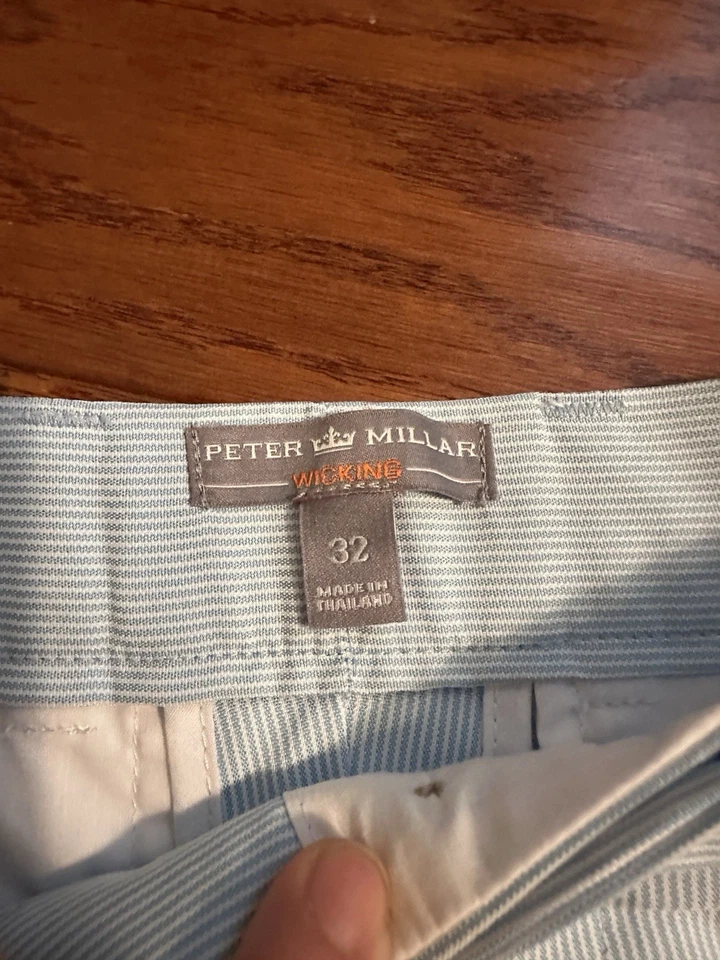 PETER MILLAR
WICKING
32
MADE IN
THAILAND